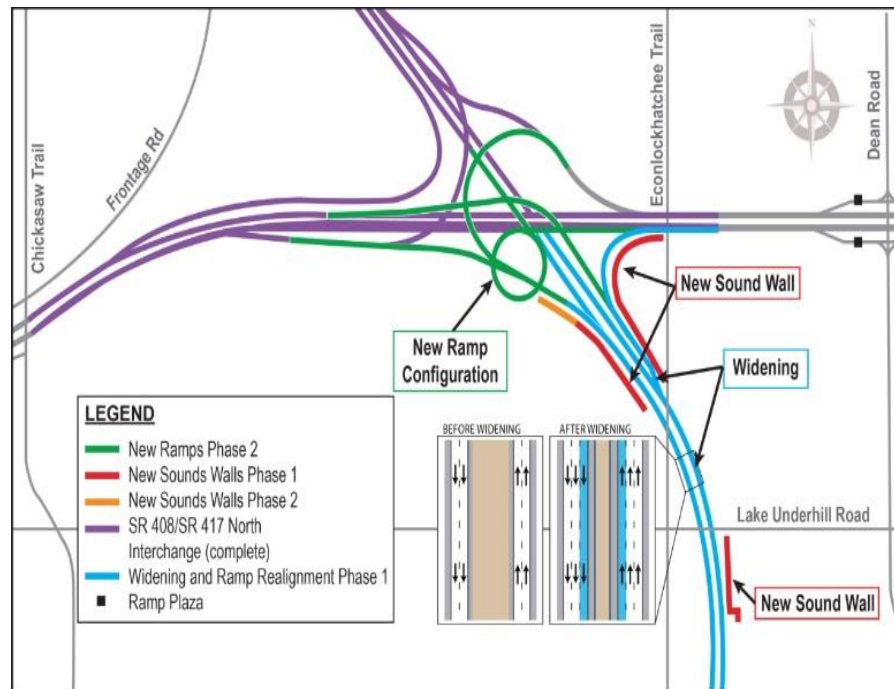 N
Chickasaw Trail
Frontage Rd
Econlockhatchee Trail
Dean Road
New Sound Wall
New Ramp
Configuration
Widening
LEGEND
New Ramps Phase 2
New Sounds Walls Phase 1
New Sounds Walls Phase 2
SR 408/SR 417 North
Interchange (complete)
Widening and Ramp Realignment Phase 1
Ramp Plaza
BEFORE WIDENING
AFTER WIDENING
Lake Underhill Road
New Sound Wall